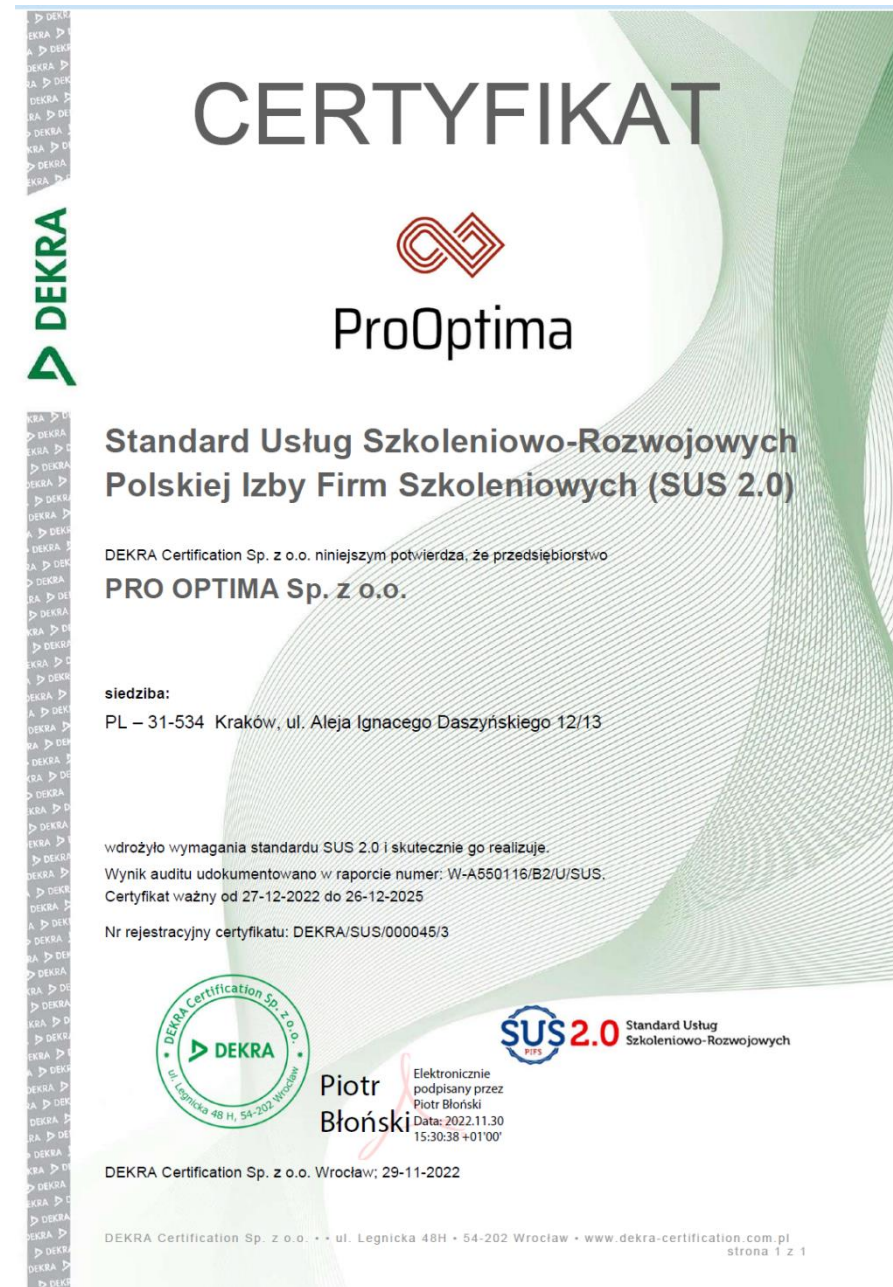 CERTYFIKAT
DEKRA
ProOptima
Standard Usług Szkoleniowo-Rozwojowych
Polskiej Izby Firm Szkoleniowych (SUS 2.0)
DEKRA Certification Sp. z o.o. niniejszym potwierdza, że przedsiębiorstwo
PRO OPTIMA Sp. z o.o.
siedziba:
PL – 31-534 Kraków, ul. Aleja Ignacego Daszyńskiego 12/13
wdrożyło wymagania standardu SUS 2.0 i skutecznie go realizuje.
Wynik auditu udokumentowano w raporcie numer: W-A550116/B2/U/SUS.
Certyfikat ważny od 27-12-2022 do 26-12-2025
Nr rejestracyjny certyfikatu: DEKRA/SUS/000045/3
DEKRA Certification Sp. z o.o.
DEKRA
ul. Legnicka 48 H, 54-202 Wrocław
SUS 2.0
PIFS
Standard Usług
Szkoleniowo-Rozwojowych
Piotr
Błoński
Elektronicznie
podpisany przez
Piotr Błoński
Data: 2022.11.30
15:30:38 +01'00'
DEKRA Certification Sp. z o.o. Wrocław; 29-11-2022
DEKRA Certification Sp. z o.o. • • ul. Legnicka 48H • 54-202 Wrocław • www.dekra-certification.com.pl
strona 1 z 1